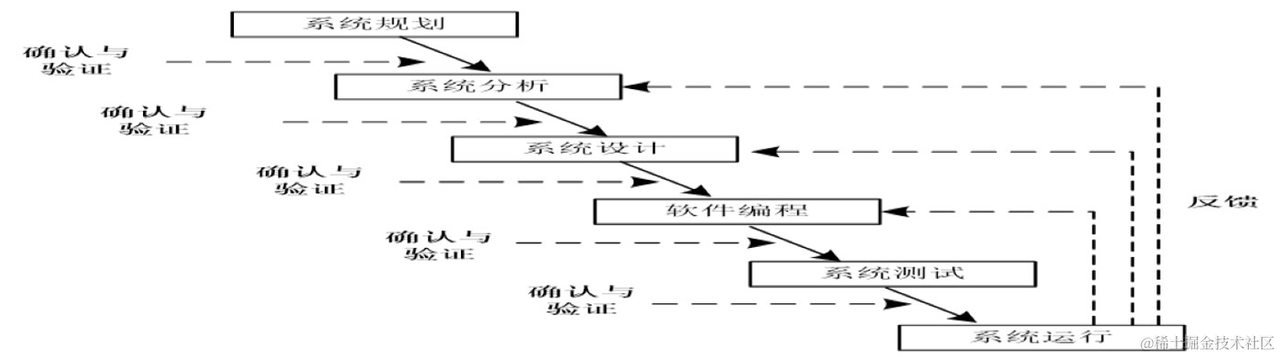 系统规划
确认与
验证
系统分析
确认与
验证
系统设计
确认与
验证
软件编程
反馈
确认与
验证
系统测试
确认与
验证
系统运行
@稀土掘金技术社区